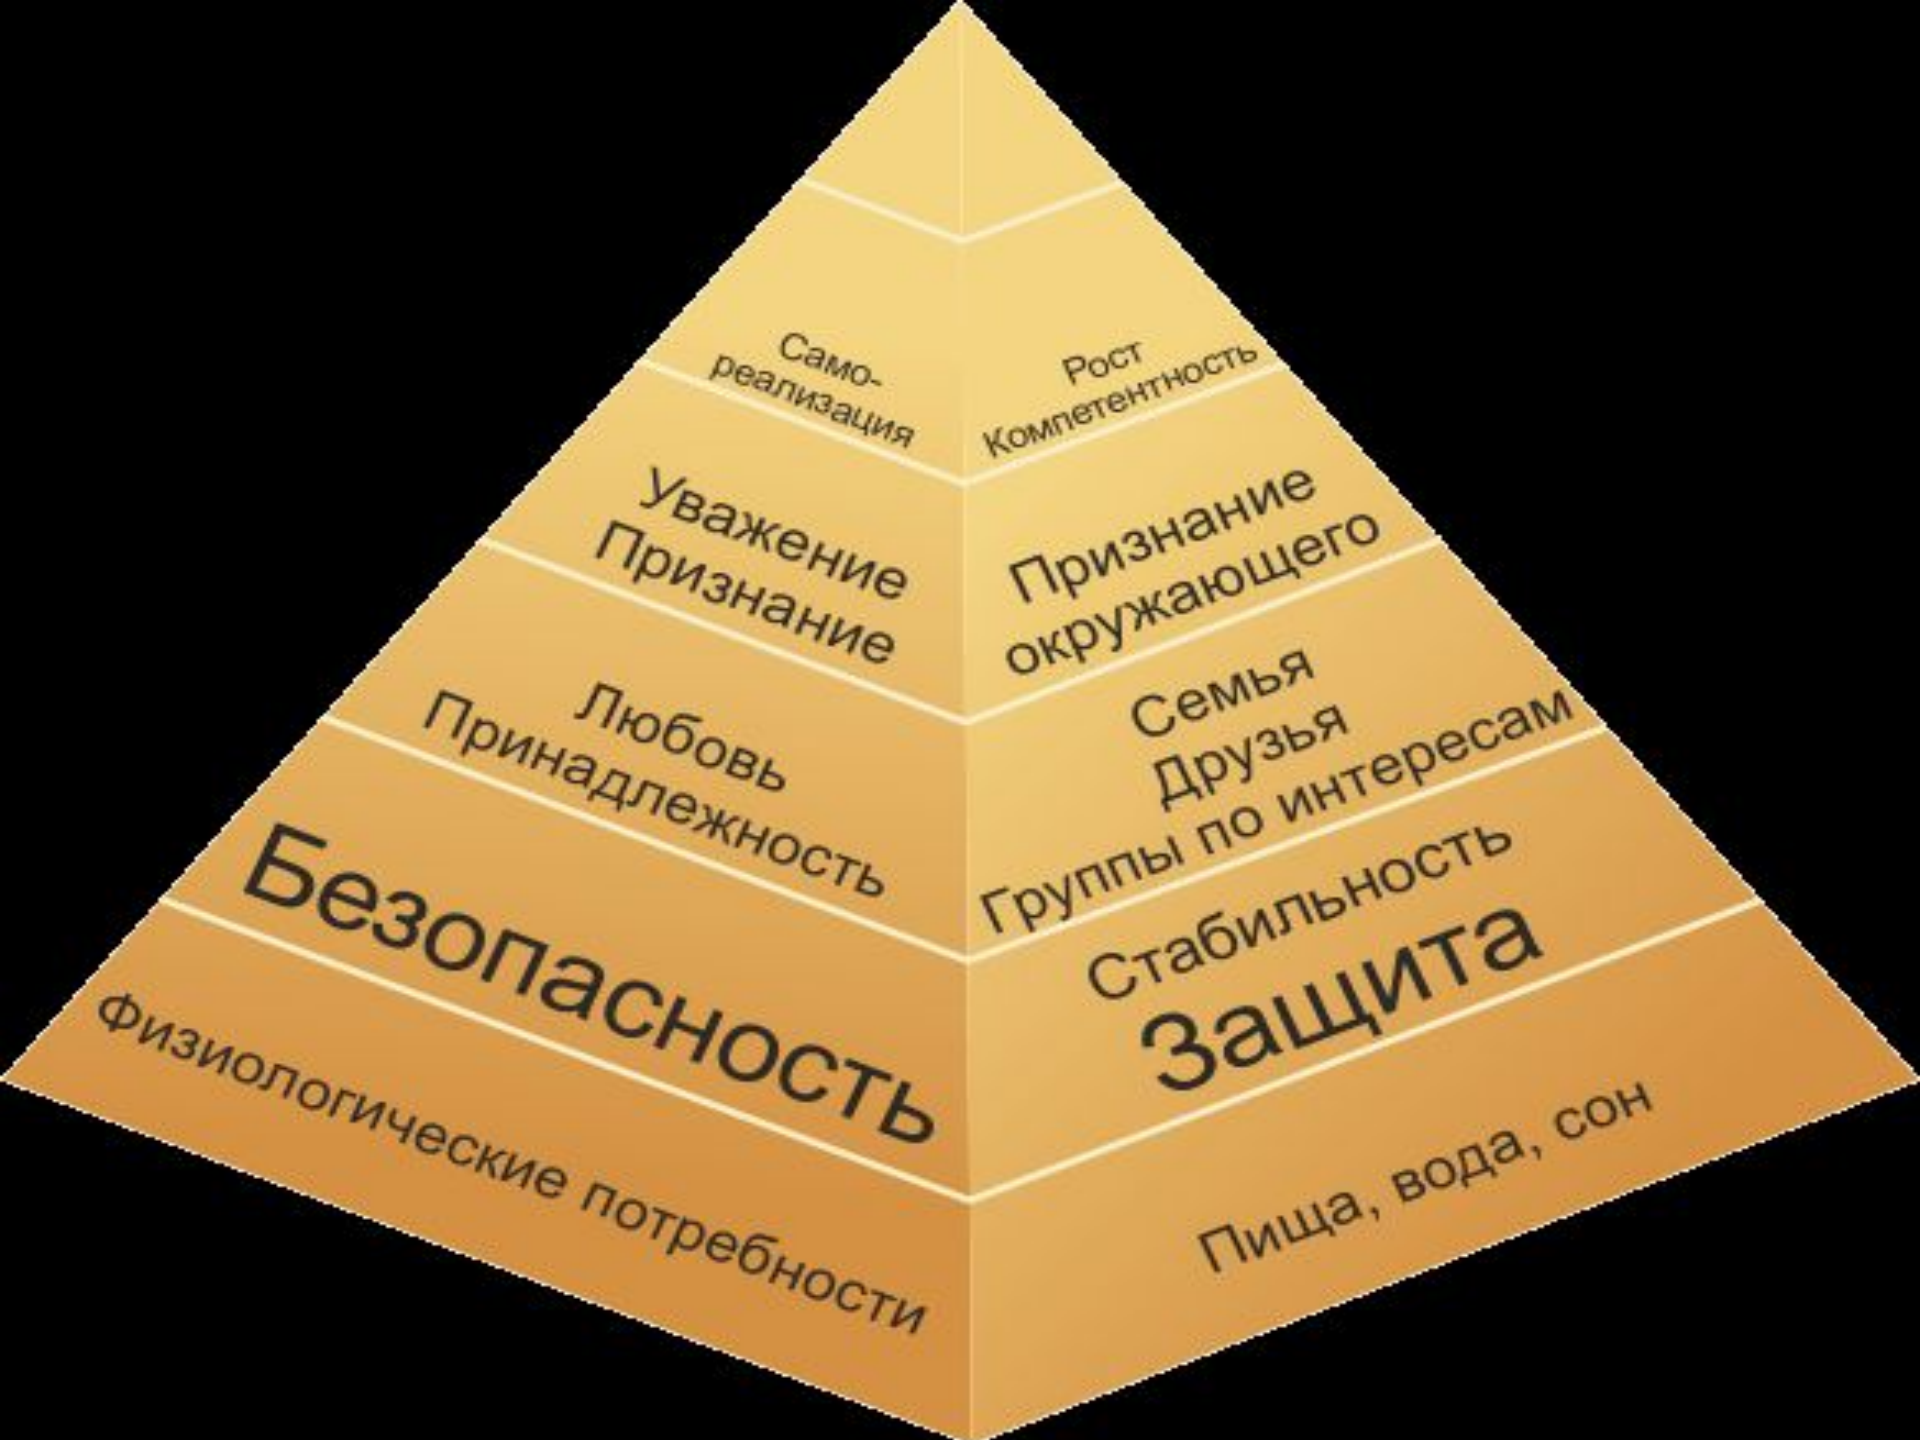 Само-
реализация
Рост
Компетентность
Уважение
Признание
Признание
окружающего
Любовь
Принадлежность
Семья
Друзья
Группы по интересам
Безопасность
Стабильность
Защита
Физиологические потребности
Пища, вода, сон